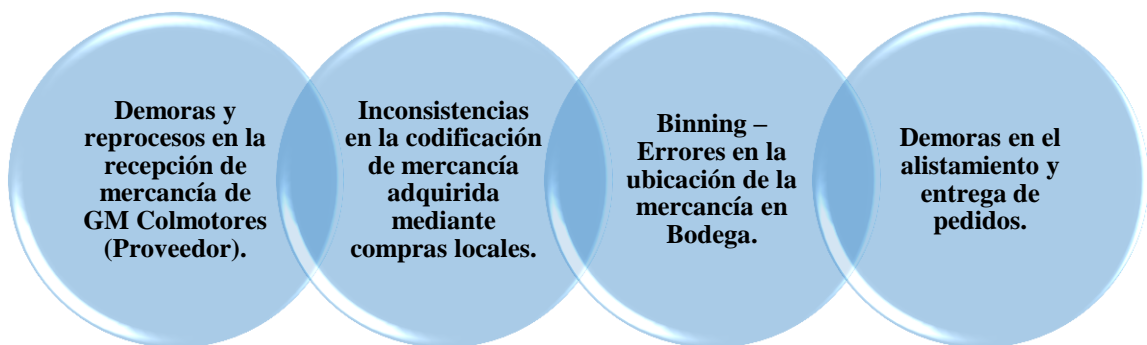 Demoras y
reprocesos en la
recepción de
mercancía de
GM Colmotores
(Proveedor).
Inconsistencias
en la codificación
de mercancía
adquirida
mediante
compras locales.
Binning –
Errores en la
ubicación de la
mercancía en
Bodega.
Demoras en el
alistamiento y
entrega de
pedidos.